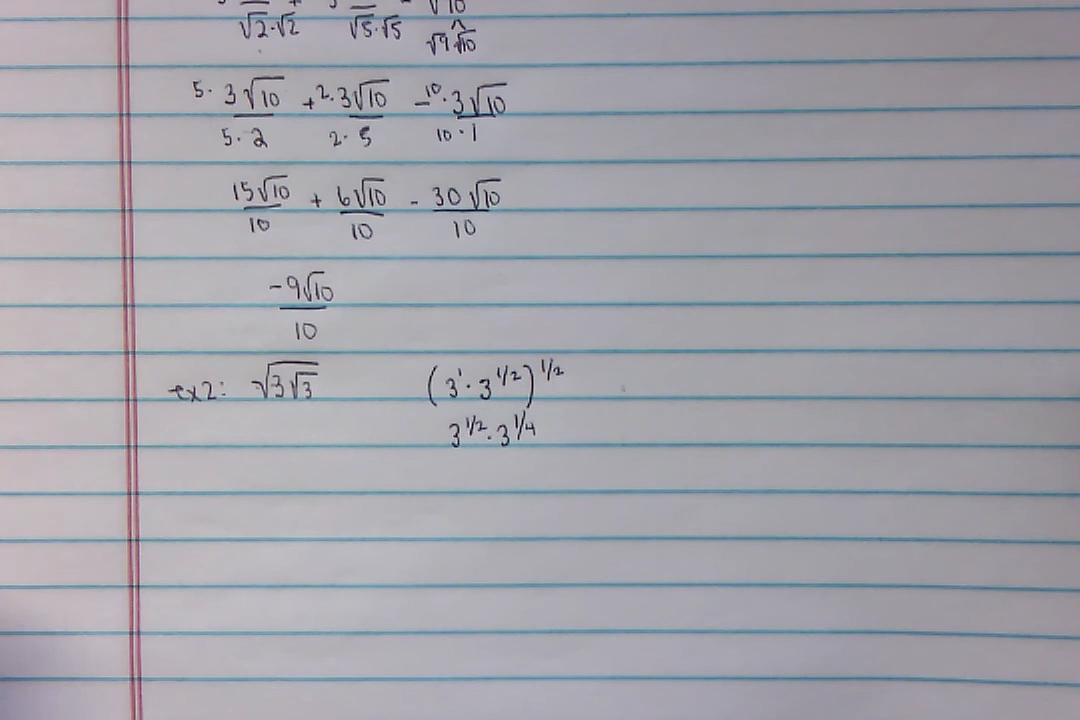 √2·√2 √5·√5 √10
√9 √10
5· 3√10 +2·3√10 -10·3√10
5·2 2·5 10·1
15√10 + 6√10 - 30√10
10 10 10
-9√10
10
ex2: √3√3 (3¹·3^1/2)^1/2
3^1/2·3^1/4